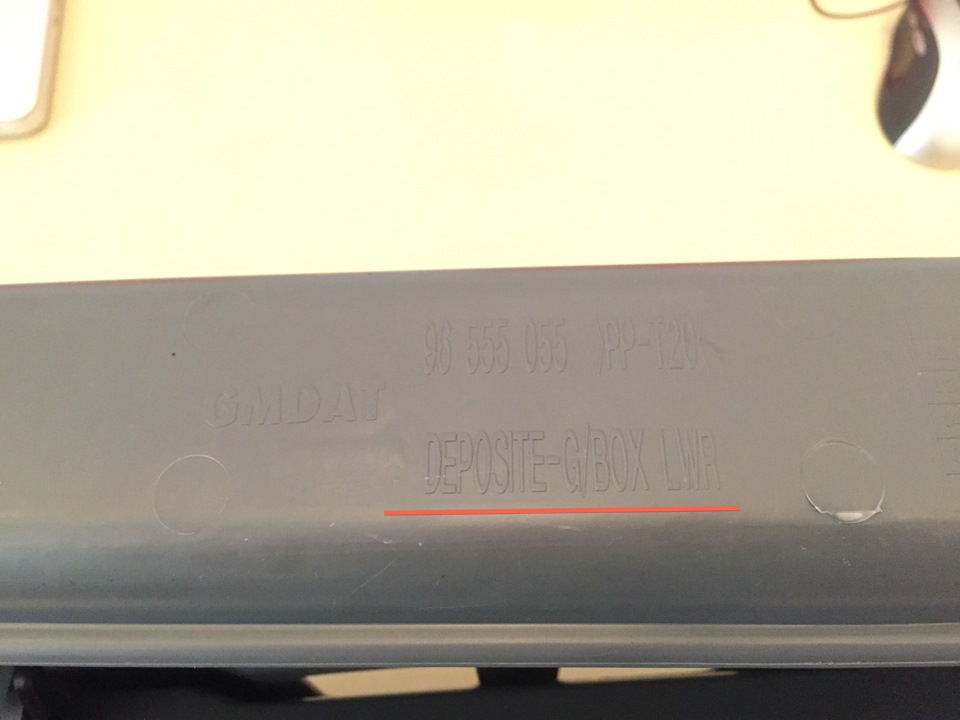 96 555 055 >PP-T20<
GMDAT
DEPOSITE-G/BOX LWR